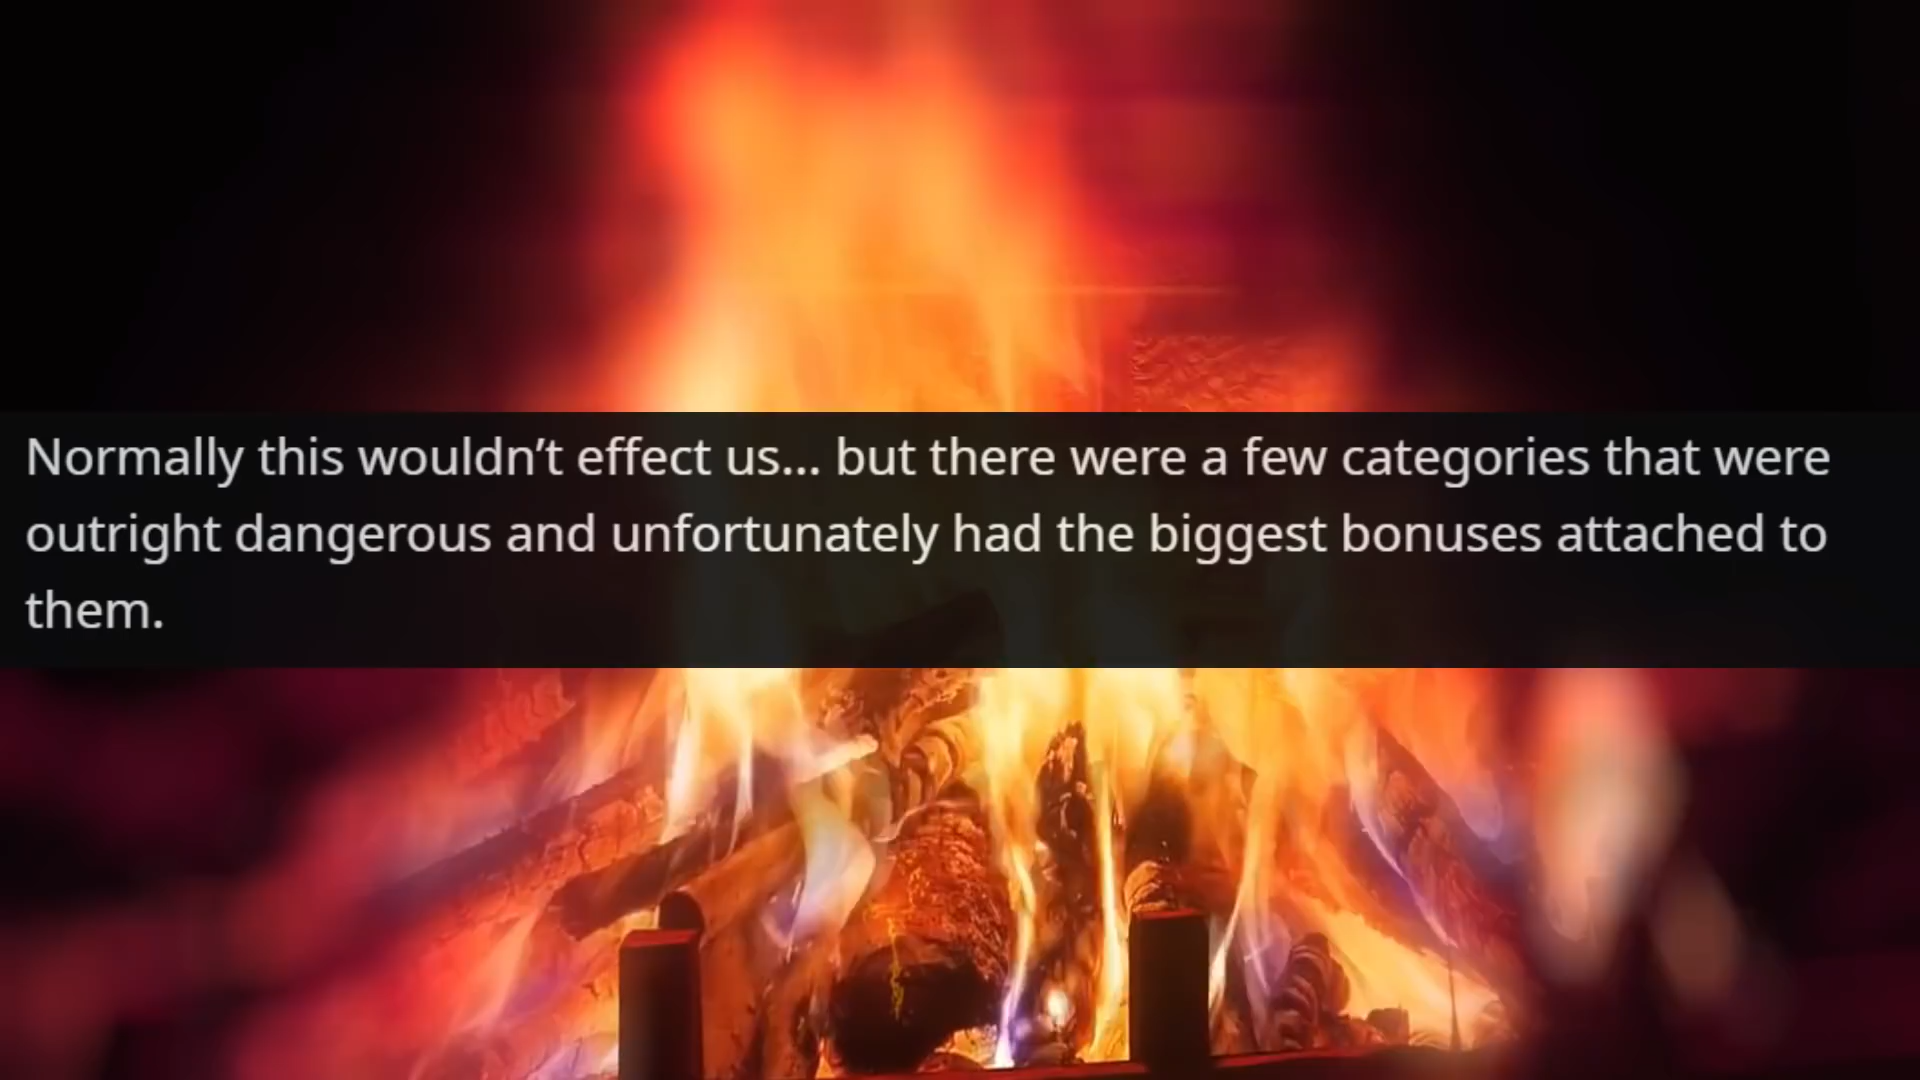 Normally this wouldn’t effect us... but there were a few categories that were
outright dangerous and unfortunately had the biggest bonuses attached to
them.